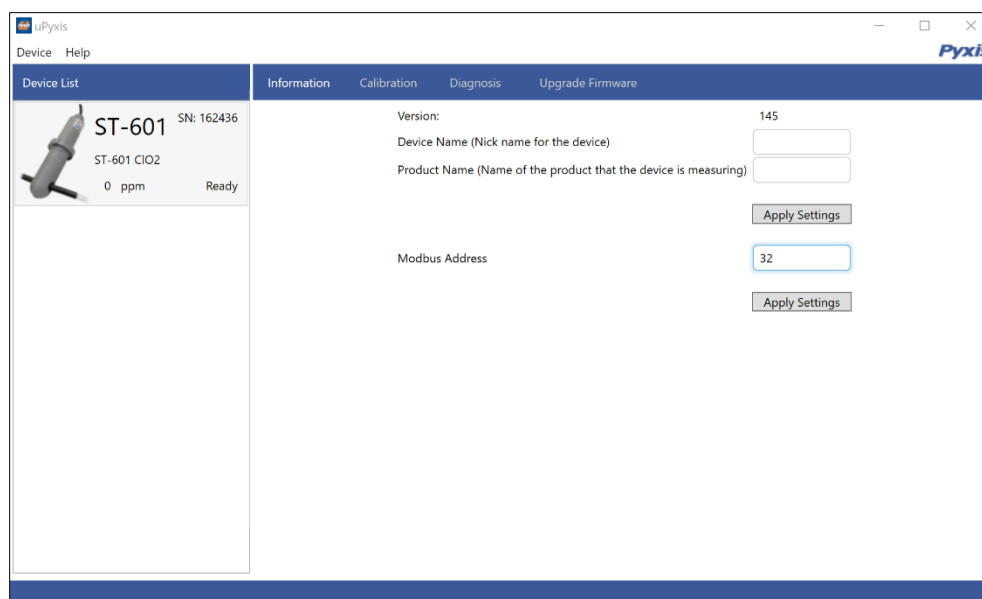 uPyxis
Device Help
Device List
Information Calibration Diagnosis Upgrade Firmware
ST-601 SN: 162436
ST-601 ClO2
0 ppm Ready
Version: 145
Device Name (Nick name for the device)
Product Name (Name of the product that the device is measuring)
Apply Settings
Modbus Address 32
Apply Settings